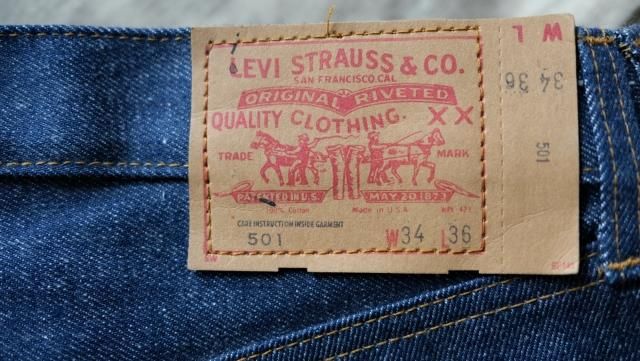 LEVI STRAUSS & CO.
SAN FRANCISCO,CAL
ORIGINAL RIVETED
QUALITY CLOTHING. XX
TRADE MARK
PATENTED IN U.S. MAY 20 1873
100% Cotton Made in U.S.A.
CARE INSTRUCTION INSIDE GARMENT
501 W34 L36
W L
34 36
501